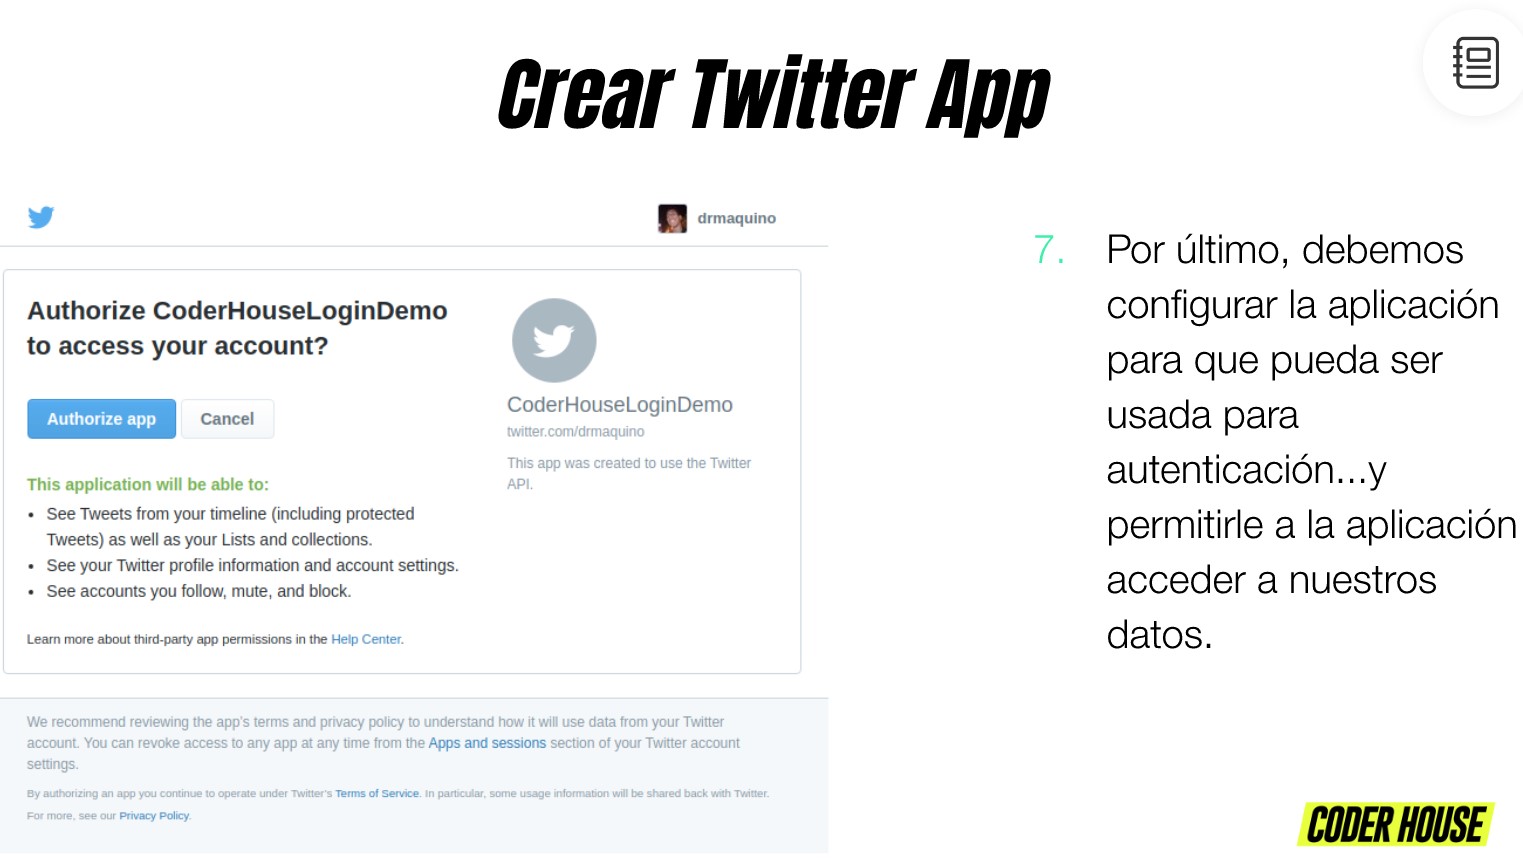 Crear Twitter App
drmaquino
Authorize CoderHouseLoginDemo
to access your account?
Authorize app
Cancel
This application will be able to:
• See Tweets from your timeline (including protected
Tweets) as well as your Lists and collections.
• See your Twitter profile information and account settings.
• See accounts you follow, mute, and block.
Learn more about third-party app permissions in the Help Center.
CoderHouseLoginDemo
twitter.com/drmaquino
This app was created to use the Twitter
API.
We recommend reviewing the app's terms and privacy policy to understand how it will use data from your Twitter
account. You can revoke access to any app at any time from the Apps and sessions section of your Twitter account
settings.
By authorizing an app you continue to operate under Twitter's Terms of Service. In particular, some usage information will be shared back with Twitter.
For more, see our Privacy Policy.
7. Por último, debemos
configurar la aplicación
para que pueda ser
usada para
autenticación...y
permitirle a la aplicación
acceder a nuestros
datos.
CODER HOUSE